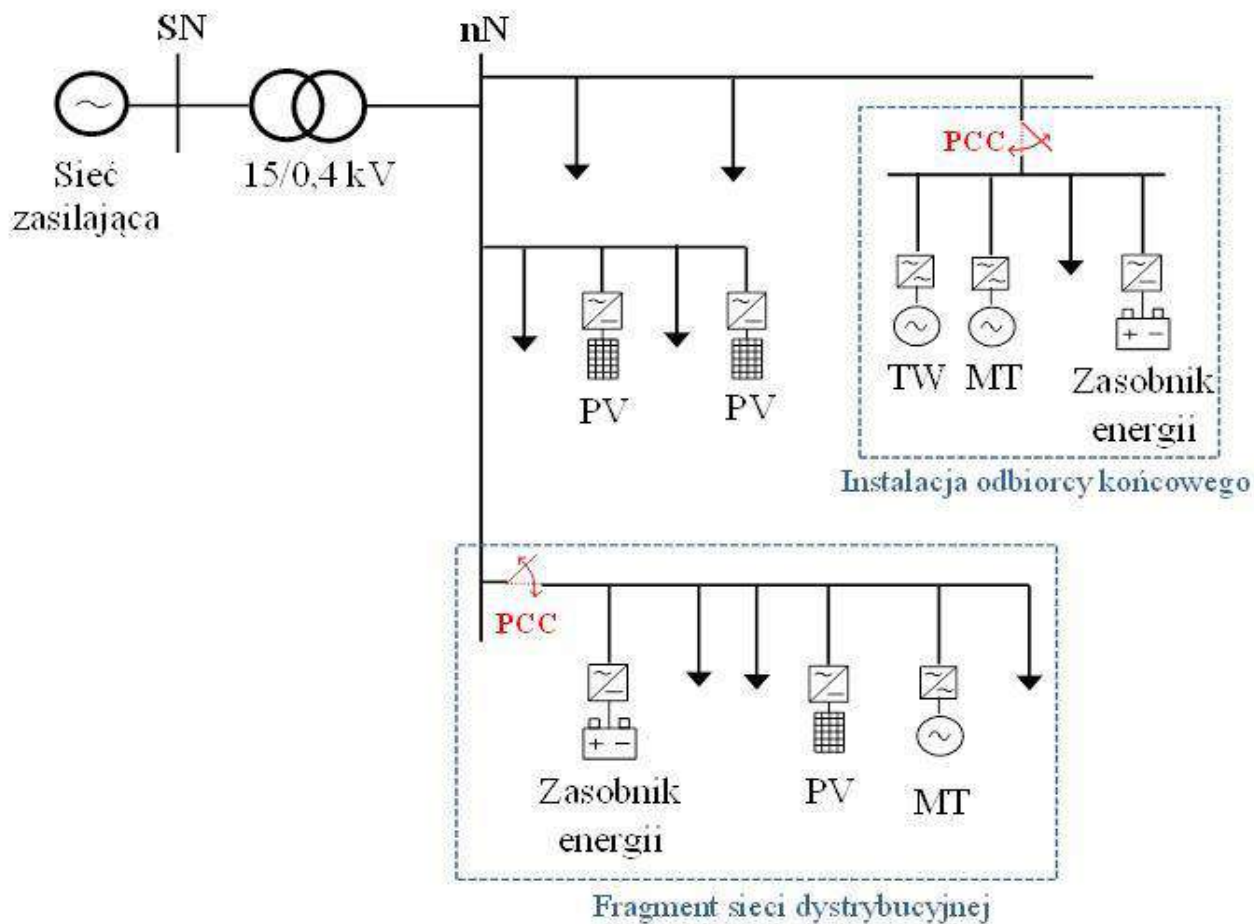 SN
nN
Sieć
zasilająca
15/0,4 kV
PCC
TW
MT
Zasobnik
energii
Instalacja odbiorcy końcowego
PV
PV
PCC
Zasobnik
energii
PV
MT
Fragment sieci dystrybucyjnej